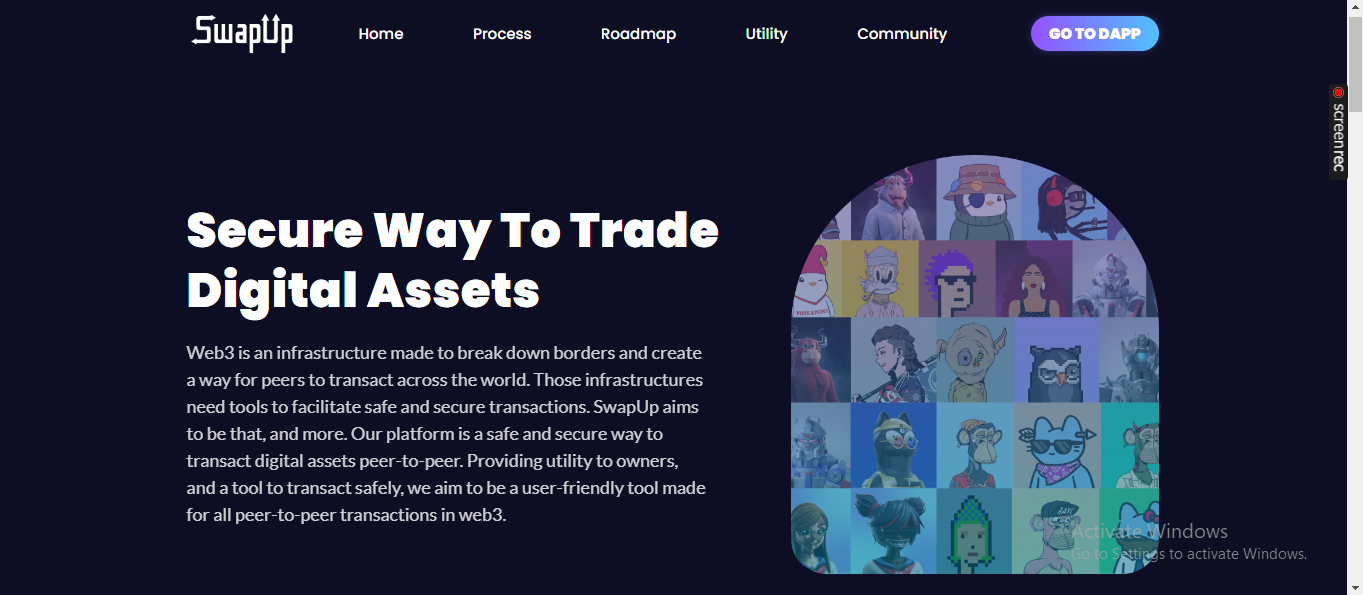 SwapUp
Home
Process
Roadmap
Utility
Community
GO TO DAPP
screen rec
Secure Way To Trade
Digital Assets
Web3 is an infrastructure made to break down borders and create
a way for peers to transact across the world. Those infrastructures
need tools to facilitate safe and secure transactions. SwapUp aims
to be that, and more. Our platform is a safe and secure way to
transact digital assets peer-to-peer. Providing utility to owners,
and a tool to transact safely, we aim to be a user-friendly tool made
for all peer-to-peer transactions in web3.
BAYC
Activate Windows
Go to Settings to activate Windows.